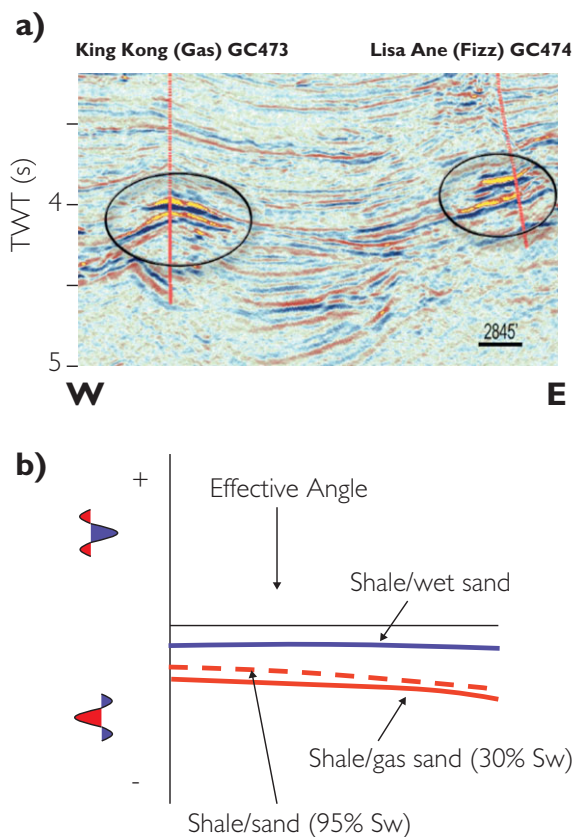 a)
King Kong (Gas) GC473
Lisa Ane (Fizz) GC474
TWT (s)
4
2845'
5
W
E
b)
+
Effective Angle
Shale/wet sand
Shale/gas sand (30% Sw)
-
Shale/sand (95% Sw)